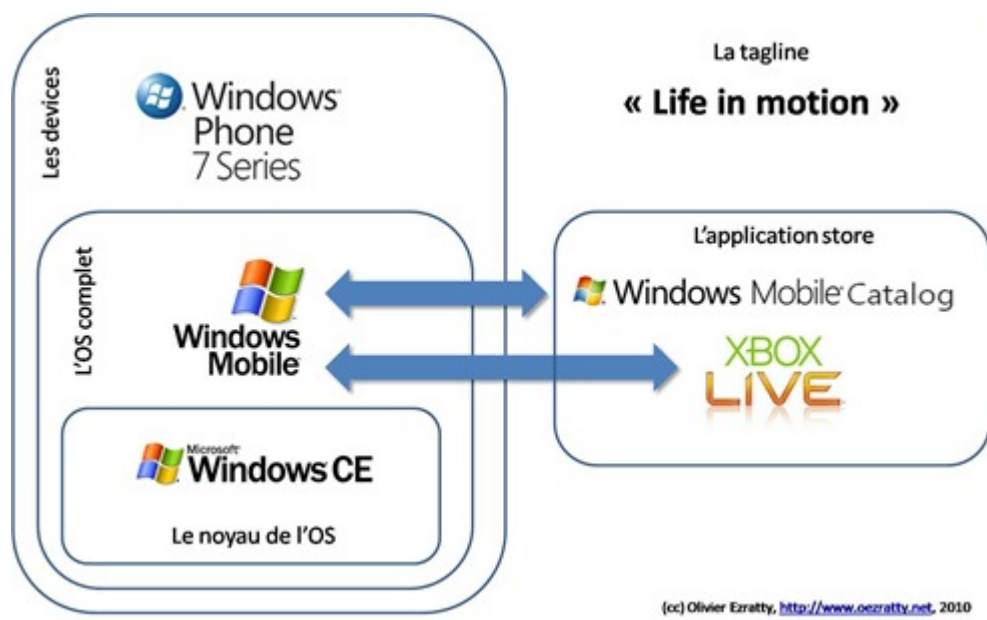 Les devices
Windows
Phone
7 Series
L'OS complet
Windows
Mobile
Microsoft
Windows CE
Le noyau de l'OS
La tagline
« Life in motion »
L'application store
Windows Mobile Catalog
XBOX
LIVE
(cc) Olivier Ezratty, http://www.oezratty.net, 2010